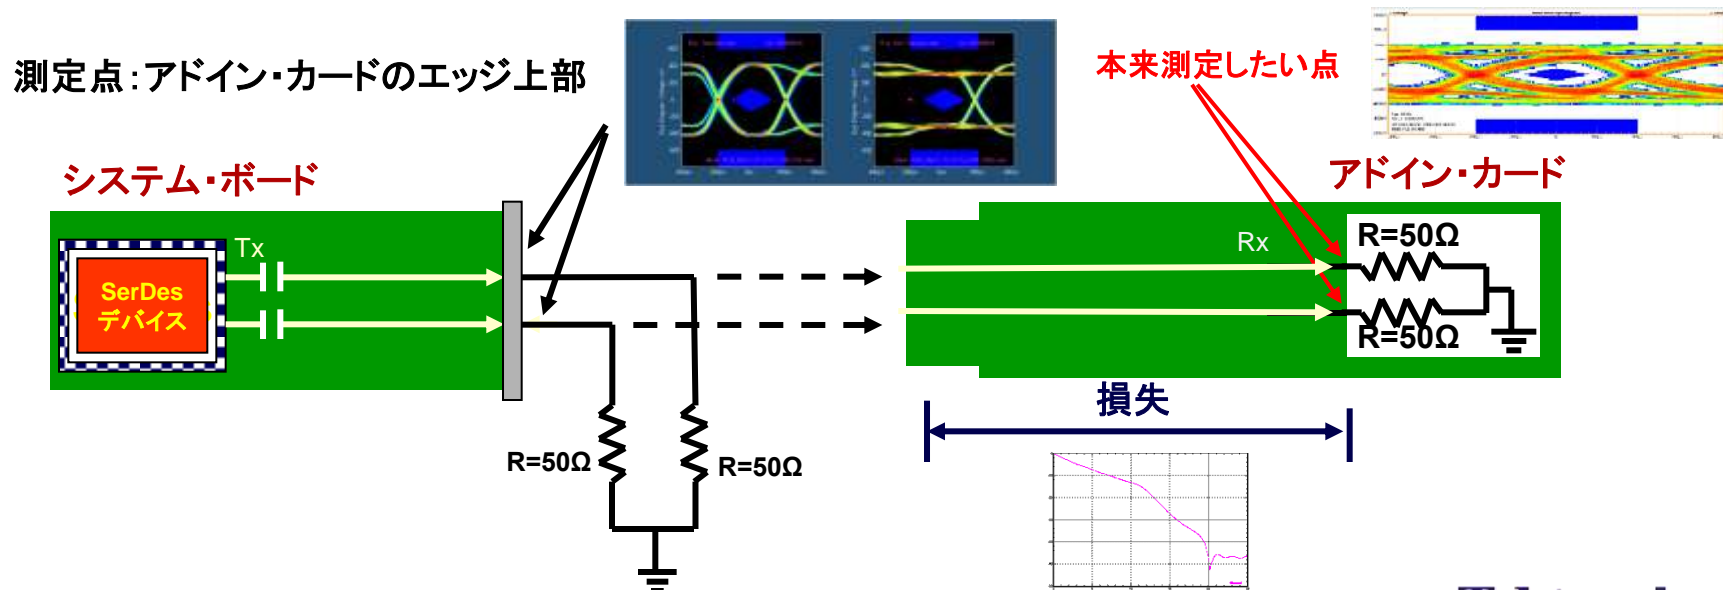 測定点：アドイン・カードのエッジ上部
本来測定したい点
システム・ボード
アドイン・カード
Tx
SerDes
デバイス
Rx
R=50Ω
R=50Ω
損失
R=50Ω
R=50Ω